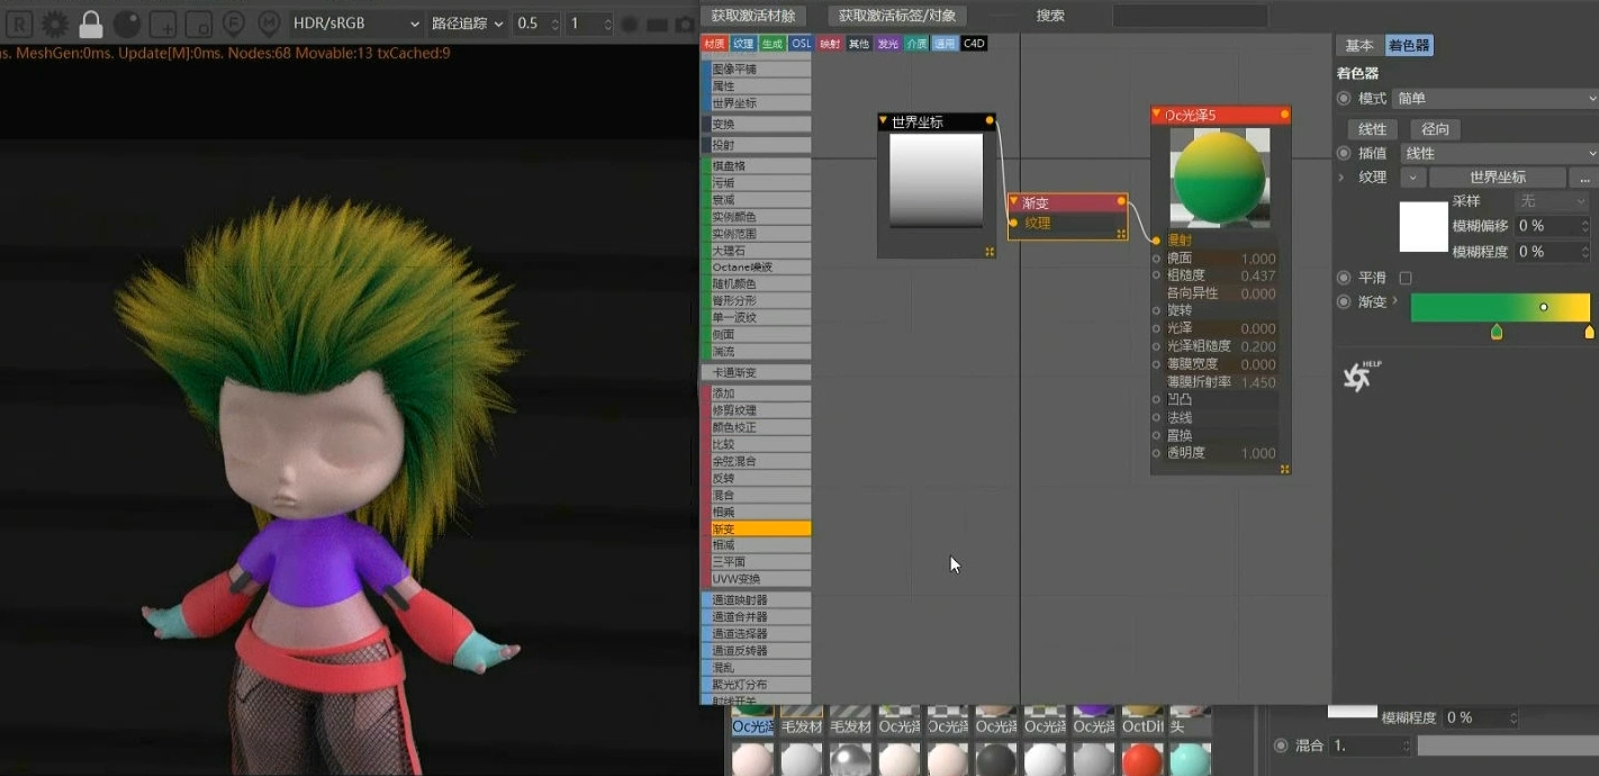 HDR/sRGB
路径追踪
0.5
1
s. MeshGen:0ms. Update[M]:0ms. Nodes:68 Movable:13 txCached:9
获取激活材脎
获取激活标签/对象
搜索
材质
纹理
生成
OSL
映射
其他
发光
介质
通用
C4D
图像平铺
属性
世界坐标
变换
投射
棋盘格
污垢
衰减
实例颜色
实例范围
大理石
Octane噪波
随机颜色
脊形分形
单一波纹
侧面
湍流
卡通渐变
添加
修剪纹理
颜色校正
比较
余弦混合
反转
混合
相乘
渐变
相减
三平面
UVW变换
通道映射器
通道合并器
通道选择器
通道反转器
混乱
聚光灯分布
世界坐标
渐变
纹理
Oc光泽5
漫射
镜面 1.000
粗糙度 0.437
各向异性 0.000
旋转
光泽 0.000
光泽粗糙度 0.200
薄膜宽度 0.000
薄膜折射率 1.450
凹凸
法线
置换
透明度 1.000
基本
着色器
着色器
模式 简单
线性
径向
插值 线性
纹理
世界坐标
...
采样 无
模糊偏移 0 %
模糊程度 0 %
平滑
渐变
HELP
Oc光泽
毛发材
毛发材
Oc光泽
Oc光泽
Oc光泽
Oc光泽
Oc光泽
OctDif
头
模糊程度 0 %
混合 1.